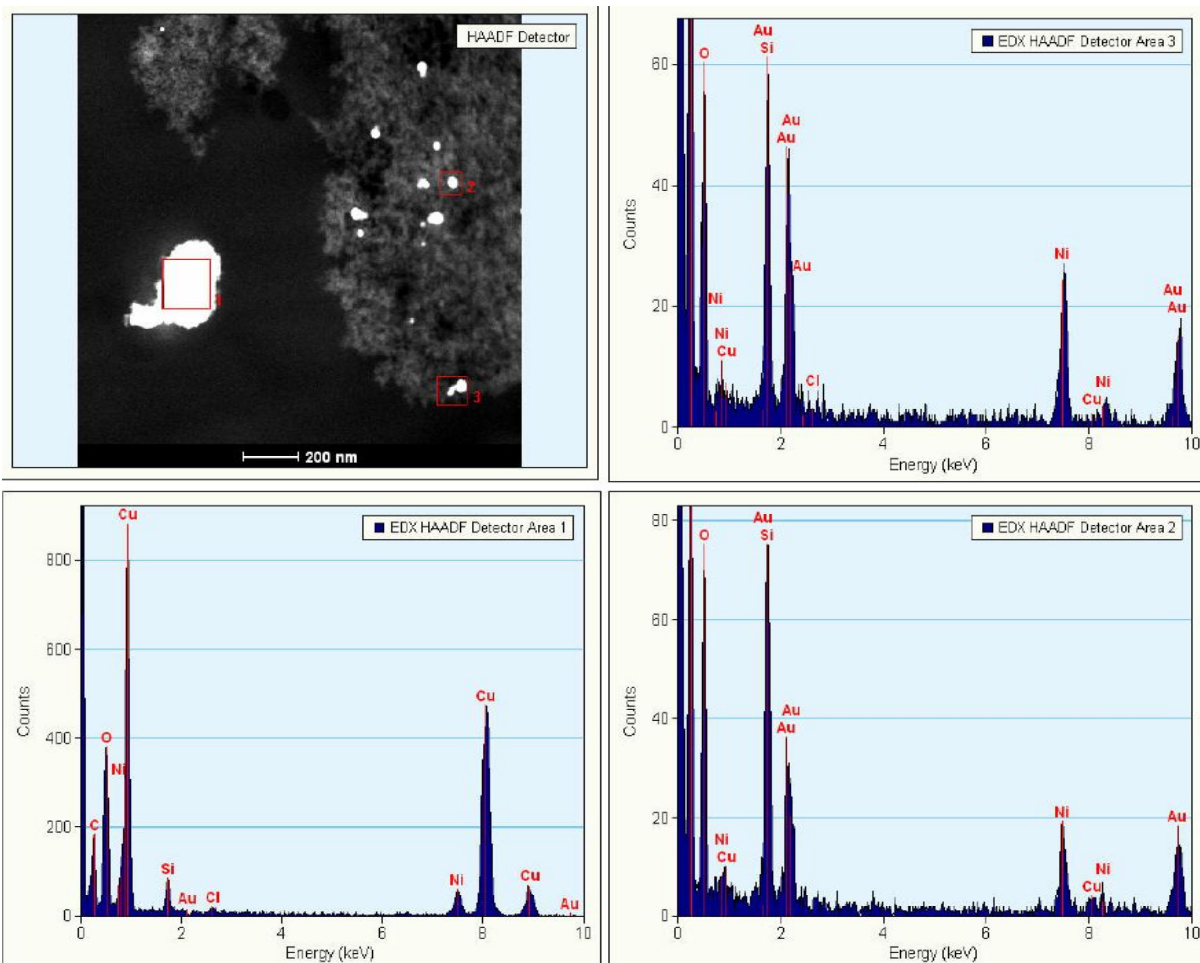 HAADF Detector
2
1
3
200 nm
EDX HAADF Detector Area 3
Au
Si
O
Au
Au
Au
Ni
Ni
Cu
Cl
Ni
Cu
Ni
Au
Au
60
40
20
0
Counts
0 2 4 6 8 10
Energy (keV)
EDX HAADF Detector Area 1
Cu
O
Ni
C
Si
Au
Cl
Ni
Cu
Cu
Au
800
600
400
200
0
Counts
0 2 4 6 8 10
Energy (keV)
EDX HAADF Detector Area 2
Au
Si
O
Au
Au
Ni
Cu
Ni
Cu
Ni
Au
80
60
40
20
0
Counts
0 2 4 6 8 10
Energy (keV)